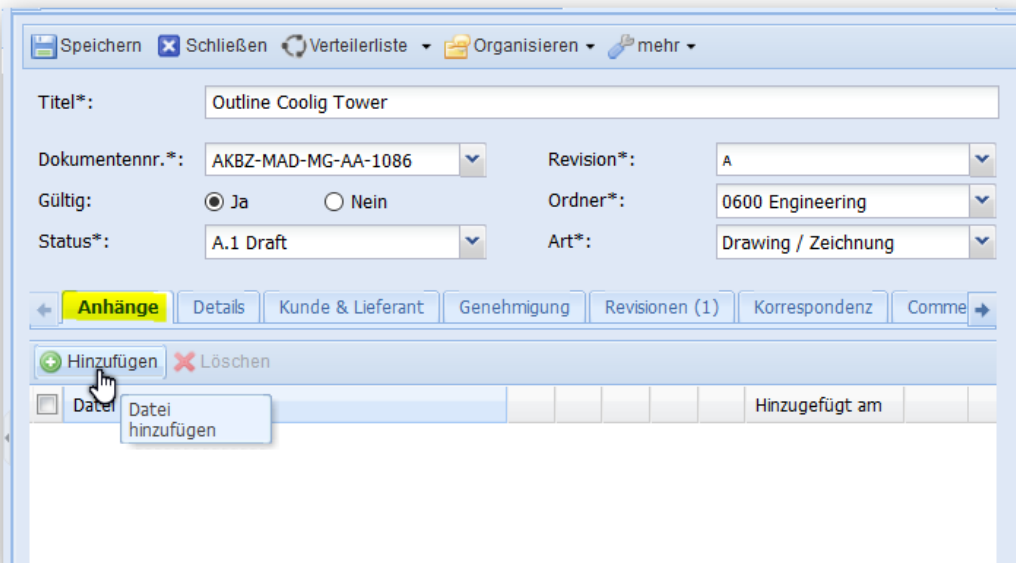 Speichern Schließen Verteilerliste Organisieren mehr
Titel*: Outline Coolig Tower
Dokumentennr.*: AKBZ-MAD-MG-AA-1086 Revision*: A
Gültig: Ja Nein Ordner*: 0600 Engineering
Status*: A.1 Draft Art*: Drawing / Zeichnung
Anhänge Details Kunde & Lieferant Genehmigung Revisionen (1) Korrespondenz Comme
Hinzufügen Löschen
Datei Hinzugefügt am
Datei
hinzufügen